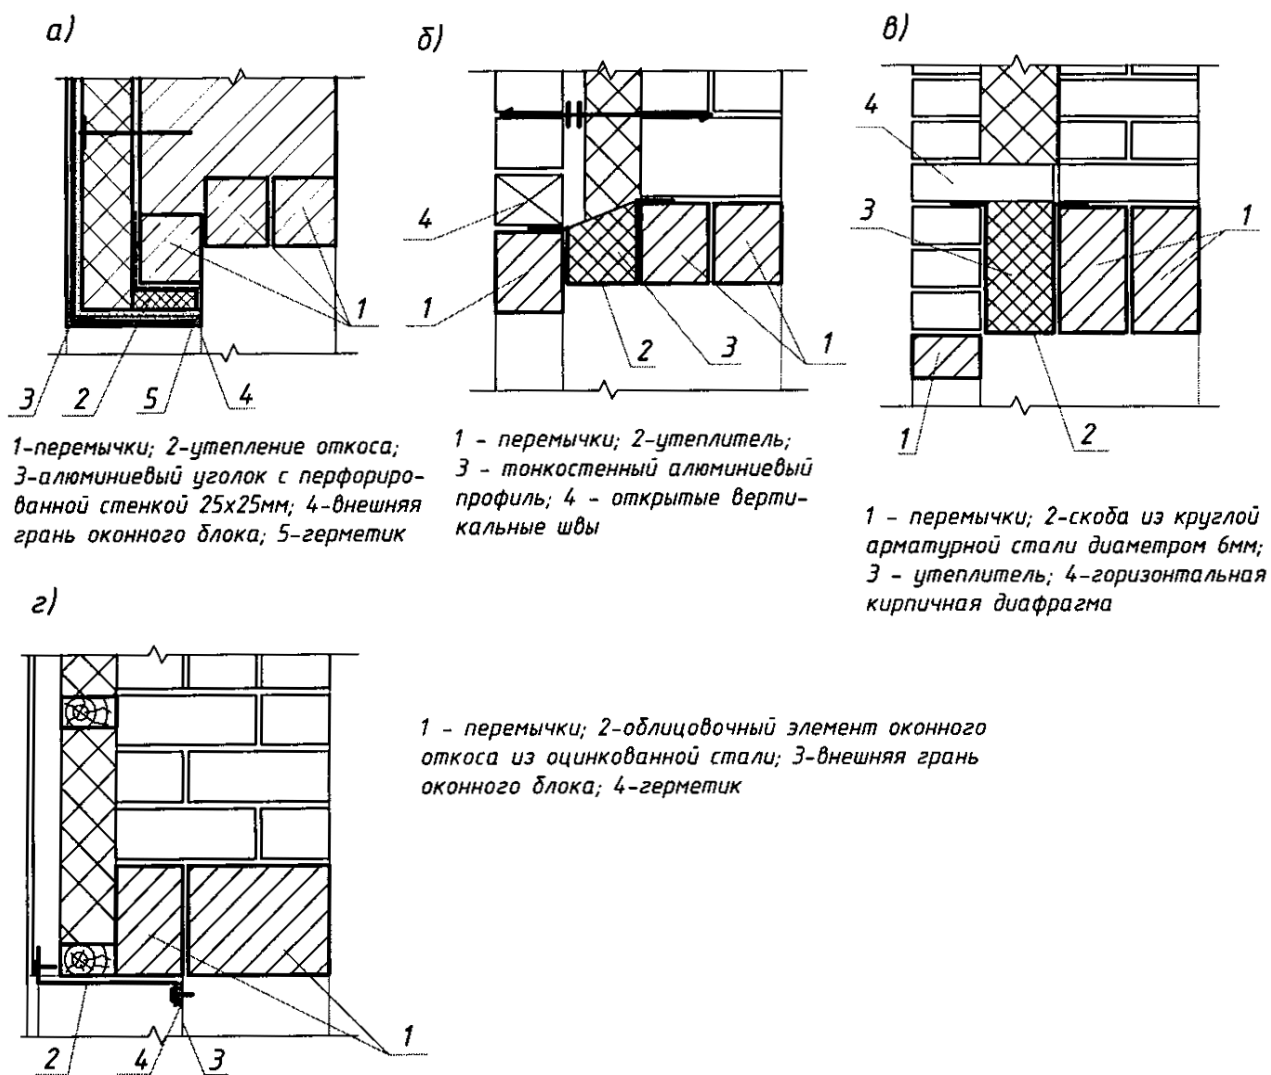 а)
б)
в)
4
4
3
1
1
1
2
3
1
3
2
5
4
1
2
1-перемычки; 2-утепление откоса;
3-алюминиевый уголок с перфориро-
ванной стенкой 25х25мм; 4-внешняя
грань оконного блока; 5-герметик
1 - перемычки; 2-утеплитель;
3 - тонкостенный алюминиевый
профиль; 4 - открытые верти-
кальные швы
1 - перемычки; 2-скоба из круглой
арматурной стали диаметром 6мм;
3 - утеплитель; 4-горизонтальная
кирпичная диафрагма
г)
1 - перемычки; 2-облицовочный элемент оконного
откоса из оцинкованной стали; 3-внешняя грань
оконного блока; 4-герметик
2
4
3
1